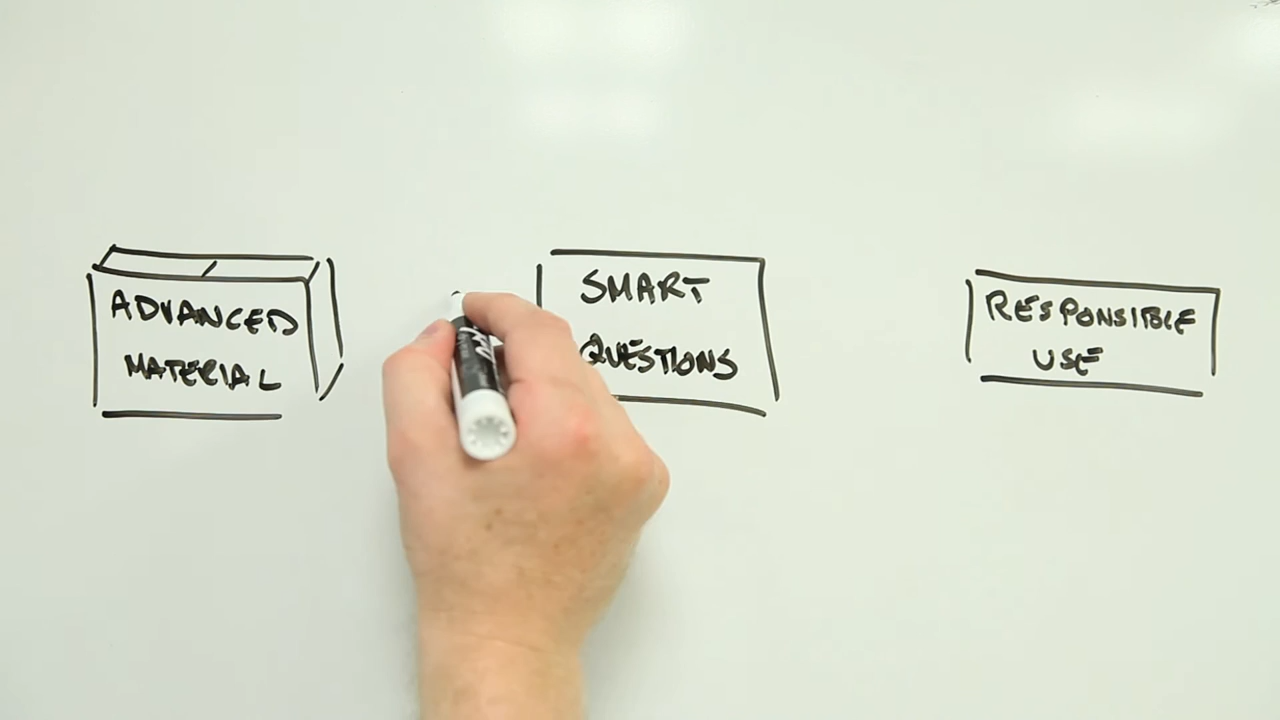 ADVANCED
MATERIAL
SMART
QUESTIONS
RESPONSIBLE
USE